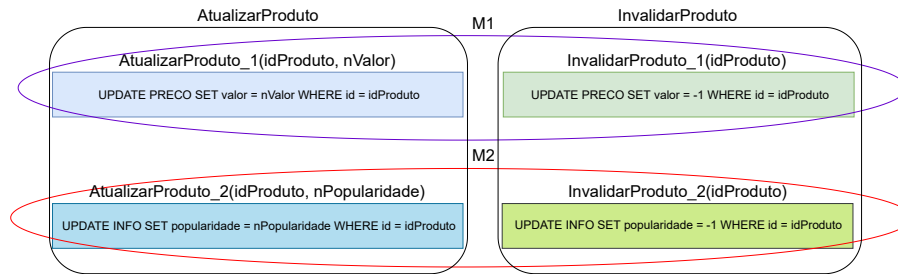 AtualizarProduto
M1
InvalidarProduto
AtualizarProduto_1(idProduto, nValor)
InvalidarProduto_1(idProduto)
UPDATE PRECO SET valor = nValor WHERE id = idProduto
UPDATE PRECO SET valor = -1 WHERE id = idProduto
M2
AtualizarProduto_2(idProduto, nPopularidade)
InvalidarProduto_2(idProduto)
UPDATE INFO SET popularidade = nPopularidade WHERE id = idProduto
UPDATE INFO SET popularidade = -1 WHERE id = idProduto